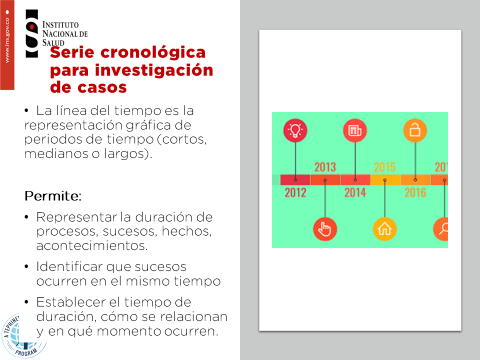 www.ins.gov.co
INSTITUTO
NACIONAL DE
SALUD
Serie cronológica
para investigación
de casos
• La línea del tiempo es la
representación gráfica de
periodos de tiempo (cortos,
medianos o largos).
Permite:
• Representar la duración de
procesos, sucesos, hechos,
acontecimientos.
• Identificar que sucesos
ocurren en el mismo tiempo
• Establecer el tiempo de
duración, cómo se relacionan
y en qué momento ocurren.
2013 2015 201
2012 2014 2016
A TEPHINET
PROGRAM